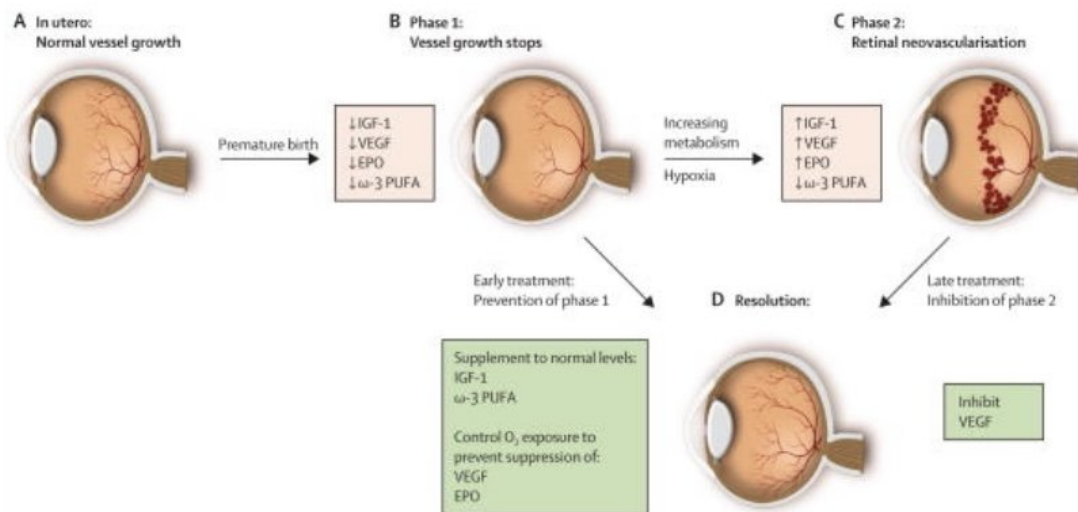 A In utero:
Normal vessel growth
B Phase 1:
Vessel growth stops
C Phase 2:
Retinal neovascularisation
Premature birth
↓IGF-1
↓VEGF
↓EPO
↓ω-3 PUFA
Increasing
metabolism
Hypoxia
↑IGF-1
↑VEGF
↑EPO
↓ω-3 PUFA
Early treatment:
Prevention of phase 1
D Resolution:
Late treatment:
Inhibition of phase 2
Supplement to normal levels:
IGF-1
ω-3 PUFA
Control O₂ exposure to
prevent suppression of:
VEGF
EPO
Inhibit
VEGF